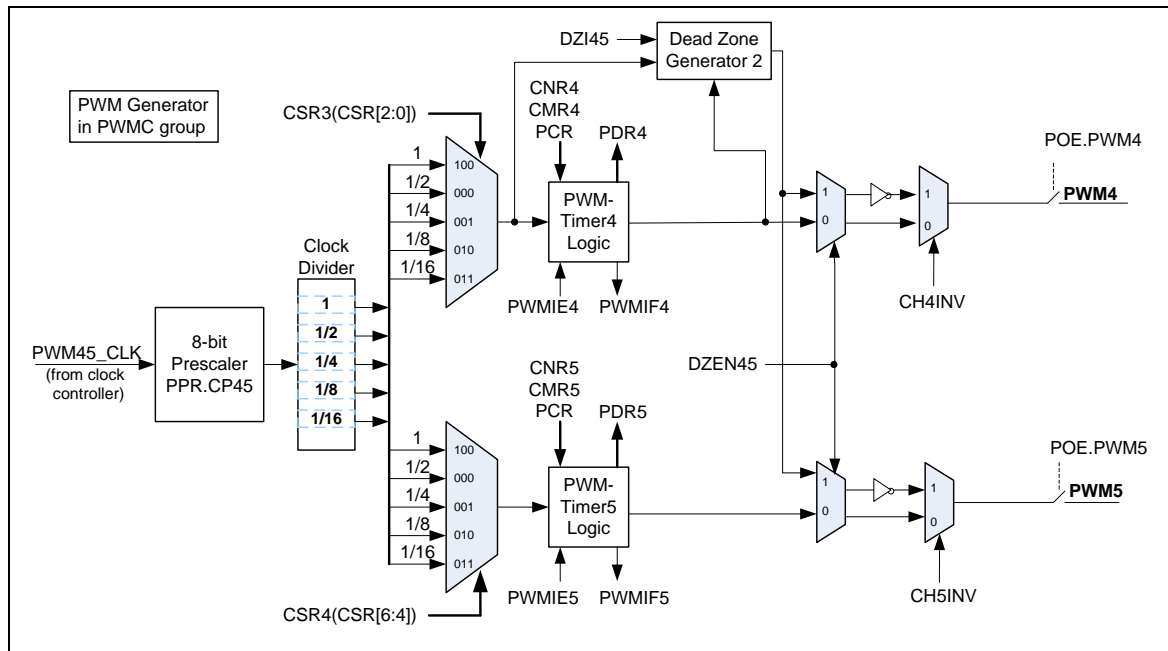 PWM Generator
in PWMC group
DZI45
Dead Zone
Generator 2
CSR3(CSR[2:0])
CNR4
CMR4
PCR
PDR4
1
1/2
1/4
1/8
1/16
100
000
001
010
011
PWM-
Timer4
Logic
PWMIE4
PWMIF4
1
0
1
0
CH4INV
POE.PWM4
PWM4
PWM45_CLK
(from clock
controller)
8-bit
Prescaler
PPR.CP45
Clock
Divider
1
1/2
1/4
1/8
1/16
DZEN45
CNR5
CMR5
PCR
PDR5
1
1/2
1/4
1/8
1/16
100
000
001
010
011
PWM-
Timer5
Logic
PWMIE5
PWMIF5
CSR4(CSR[6:4])
1
0
1
0
CH5INV
POE.PWM5
PWM5